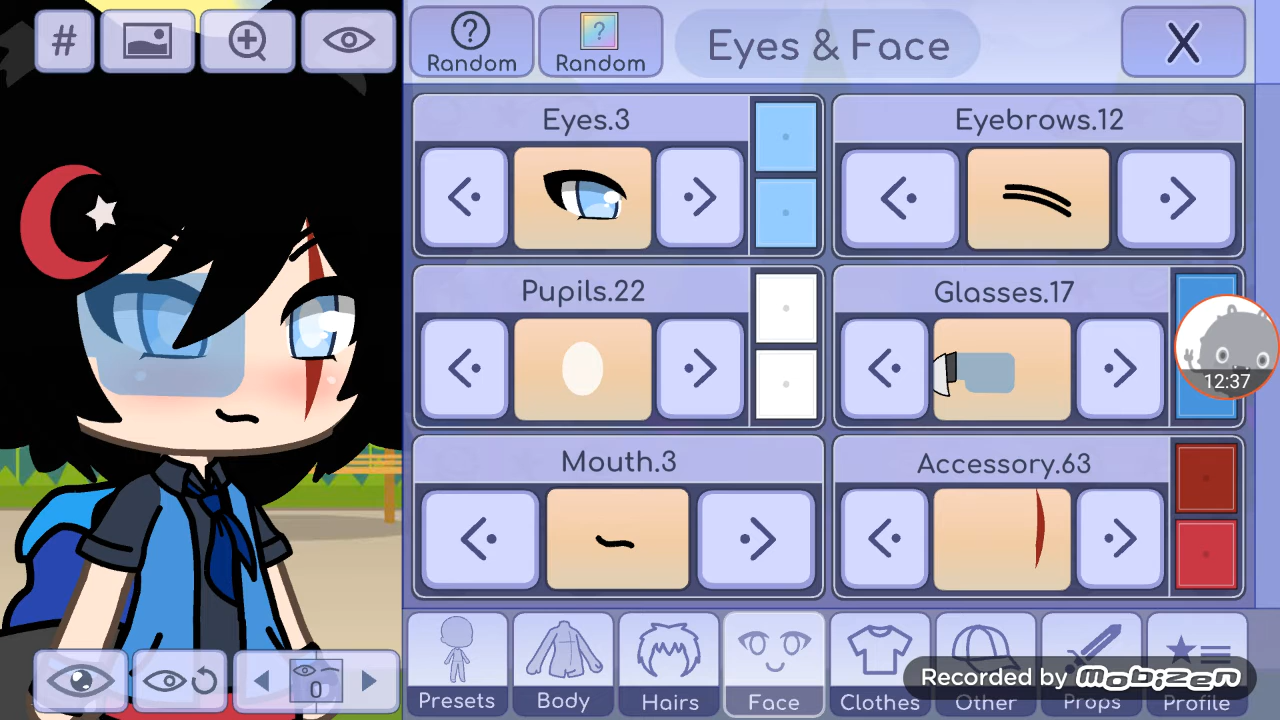 #
? Random
? Random
Eyes & Face
X
Eyes.3
Eyebrows.12
Pupils.22
Glasses.17
12:37
Mouth.3
Accessory.63
0
Presets
Body
Hairs
Face
Clothes
Other
Props
Profile
Recorded by mobizen